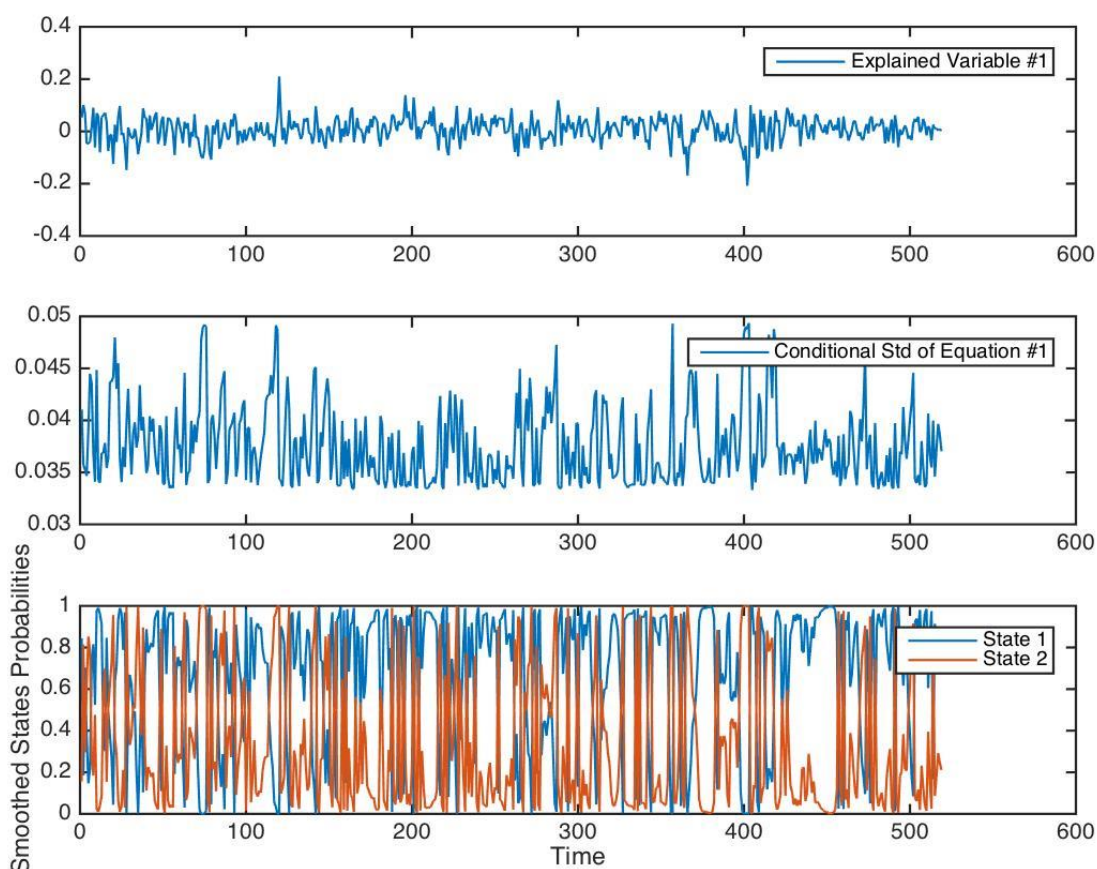 0.4
0.2
0
-0.2
-0.4
Explained Variable #1
0 100 200 300 400 500 600
0.05
0.045
0.04
0.035
0.03
Conditional Std of Equation #1
0 100 200 300 400 500 600
Smoothed States Probabilities
1
0.8
0.6
0.4
0.2
0
State 1
State 2
0 100 200 300 400 500 600
Time